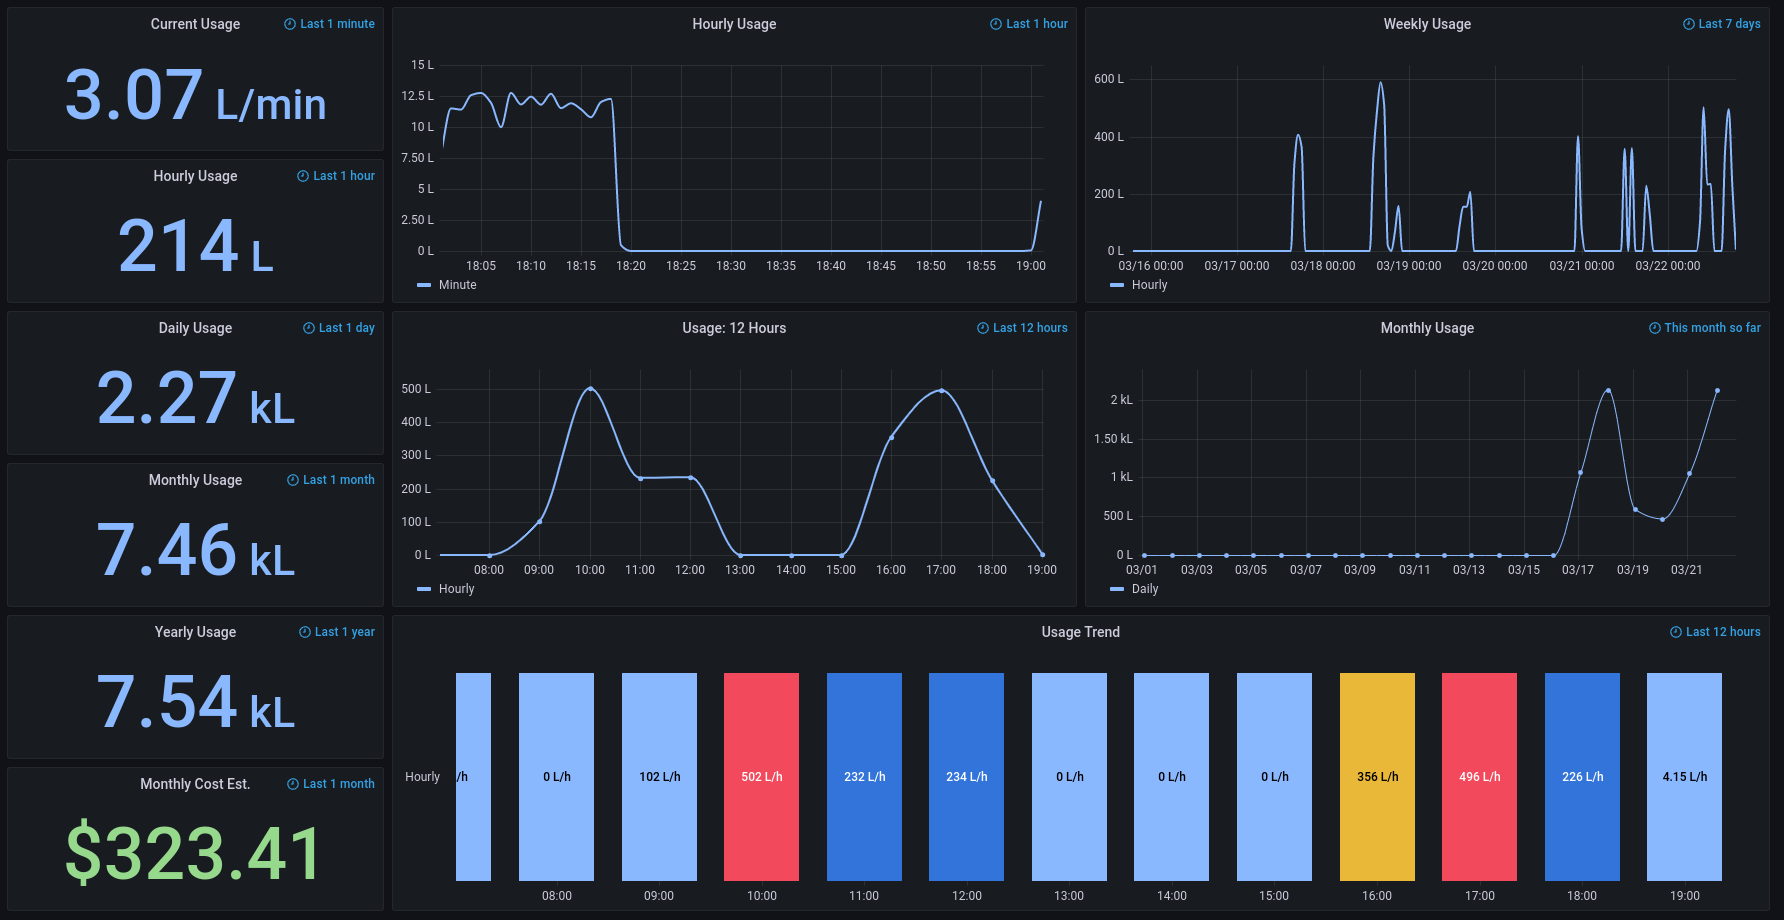 Current Usage
Last 1 minute
3.07 L/min
Hourly Usage
Last 1 hour
214 L
Daily Usage
Last 1 day
2.27 kL
Monthly Usage
Last 1 month
7.46 kL
Yearly Usage
Last 1 year
7.54 kL
Monthly Cost Est.
Last 1 month
$323.41
Hourly Usage
Last 1 hour
15 L
12.5 L
10 L
7.50 L
5 L
2.50 L
0 L
18:05 18:10 18:15 18:20 18:25 18:30 18:35 18:40 18:45 18:50 18:55 19:00
Minute
Weekly Usage
Last 7 days
600 L
400 L
200 L
0 L
03/16 00:00 03/17 00:00 03/18 00:00 03/19 00:00 03/20 00:00 03/21 00:00 03/22 00:00
Hourly
Usage: 12 Hours
Last 12 hours
500 L
400 L
300 L
200 L
100 L
0 L
08:00 09:00 10:00 11:00 12:00 13:00 14:00 15:00 16:00 17:00 18:00 19:00
Hourly
Monthly Usage
This month so far
2 kL
1.50 kL
1 kL
500 L
0 L
03/01 03/03 03/05 03/07 03/09 03/11 03/13 03/15 03/17 03/19 03/21
Daily
Usage Trend
Last 12 hours
Hourly /h 0 L/h 102 L/h 502 L/h 232 L/h 234 L/h 0 L/h 0 L/h 0 L/h 356 L/h 496 L/h 226 L/h 4.15 L/h
08:00 09:00 10:00 11:00 12:00 13:00 14:00 15:00 16:00 17:00 18:00 19:00